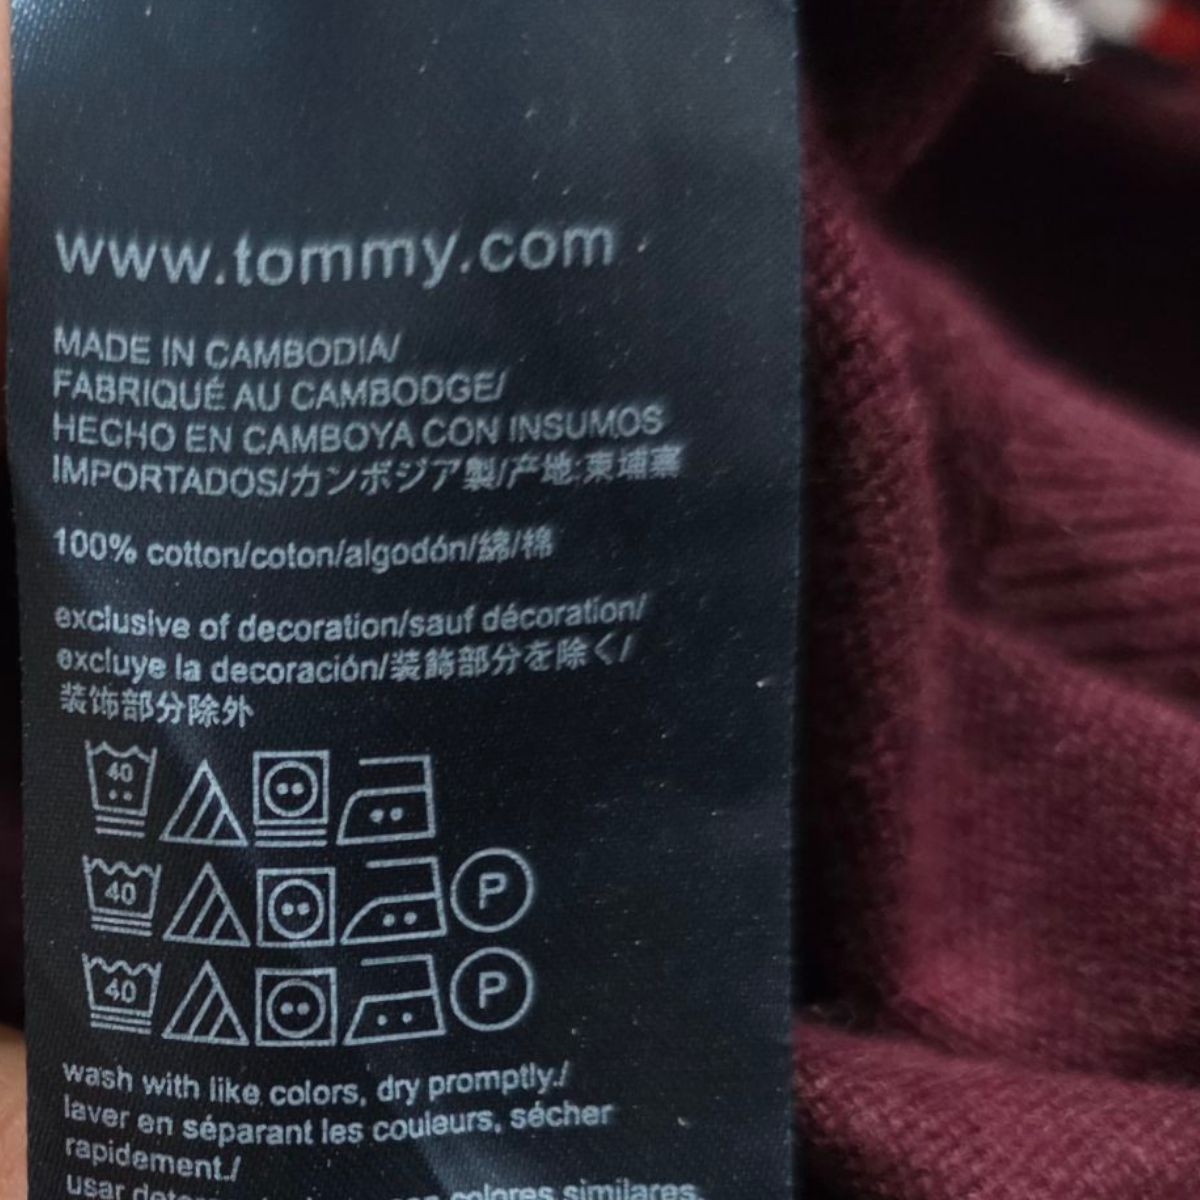 www.tommy.com
MADE IN CAMBODIA/
FABRIQUÉ AU CAMBODGE/
HECHO EN CAMBOYA CON INSUMOS
IMPORTADOS/カンボジア製/产地:柬埔寨
100% cotton/coton/algodón/綿/棉
exclusive of decoration/sauf décoration/
excluye la decoración/装飾部分を除く/
装饰部分除外
40
40 P
40 P
wash with like colors, dry promptly./
laver en séparant les couleurs, sécher
rapidement./
usar colores similares,